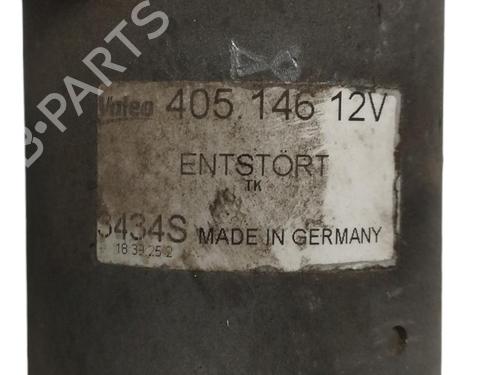 B-PARTS
Valeo 405.146 12V
ENTSTÖRT
TK
3434S MADE IN GERMANY
18 39 25 2